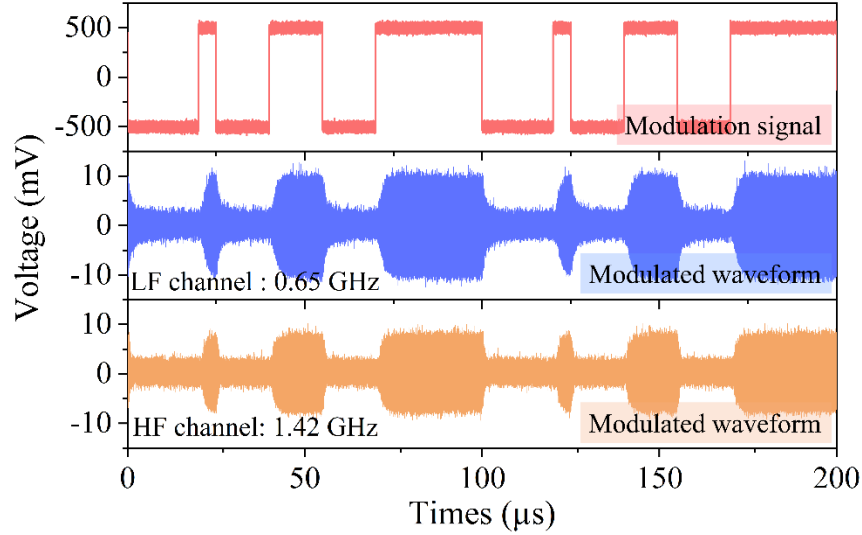 Voltage (mV)
500
0
-500
Modulation signal
10
0
-10
LF channel : 0.65 GHz
Modulated waveform
10
0
-10
HF channel: 1.42 GHz
Modulated waveform
0
50
100
150
200
Times (μs)